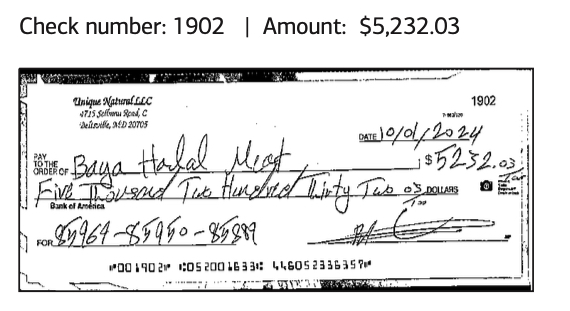 Check number: 1902 | Amount: $5,232.03
Unique Natural LLC
1902
4715 Road, C
Beltsville, MD 20705
DATE 10/01/2024
PAY TO THE ORDER OF Baya Halal Meat $5232.03
Five Thousand Two Hundred Thirty Two 03/100 DOLLARS
Bank of America
FOR 85964-85950-85889
⑈001902⑈ ⑆052001633⑆ 446052336357⑈